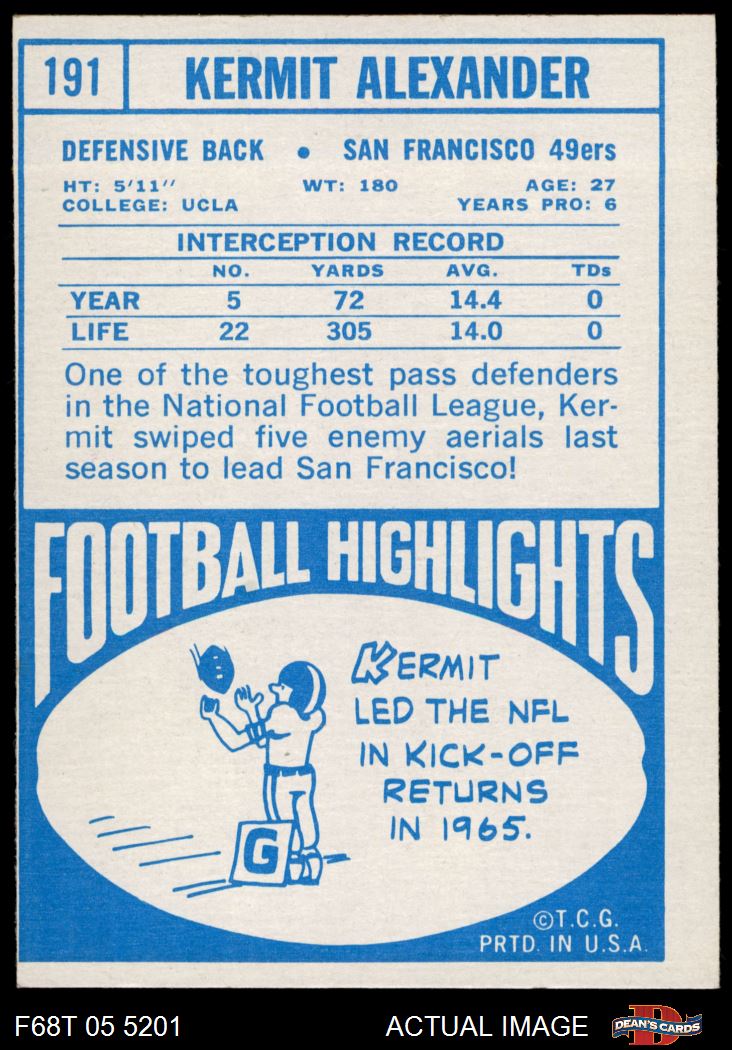 191 KERMIT ALEXANDER
DEFENSIVE BACK • SAN FRANCISCO 49ers
HT: 5'11" WT: 180 AGE: 27
COLLEGE: UCLA YEARS PRO: 6
INTERCEPTION RECORD
NO. YARDS AVG. TDs
YEAR 5 72 14.4 0
LIFE 22 305 14.0 0
One of the toughest pass defenders
in the National Football League, Ker-
mit swiped five enemy aerials last
season to lead San Francisco!
FOOTBALL HIGHLIGHTS
KERMIT
LED THE NFL
IN KICK-OFF
RETURNS
IN 1965.
G
©T.C.G.
PRTD. IN U.S.A.
F68T 05 5201 ACTUAL IMAGE D DEAN'S CARDS